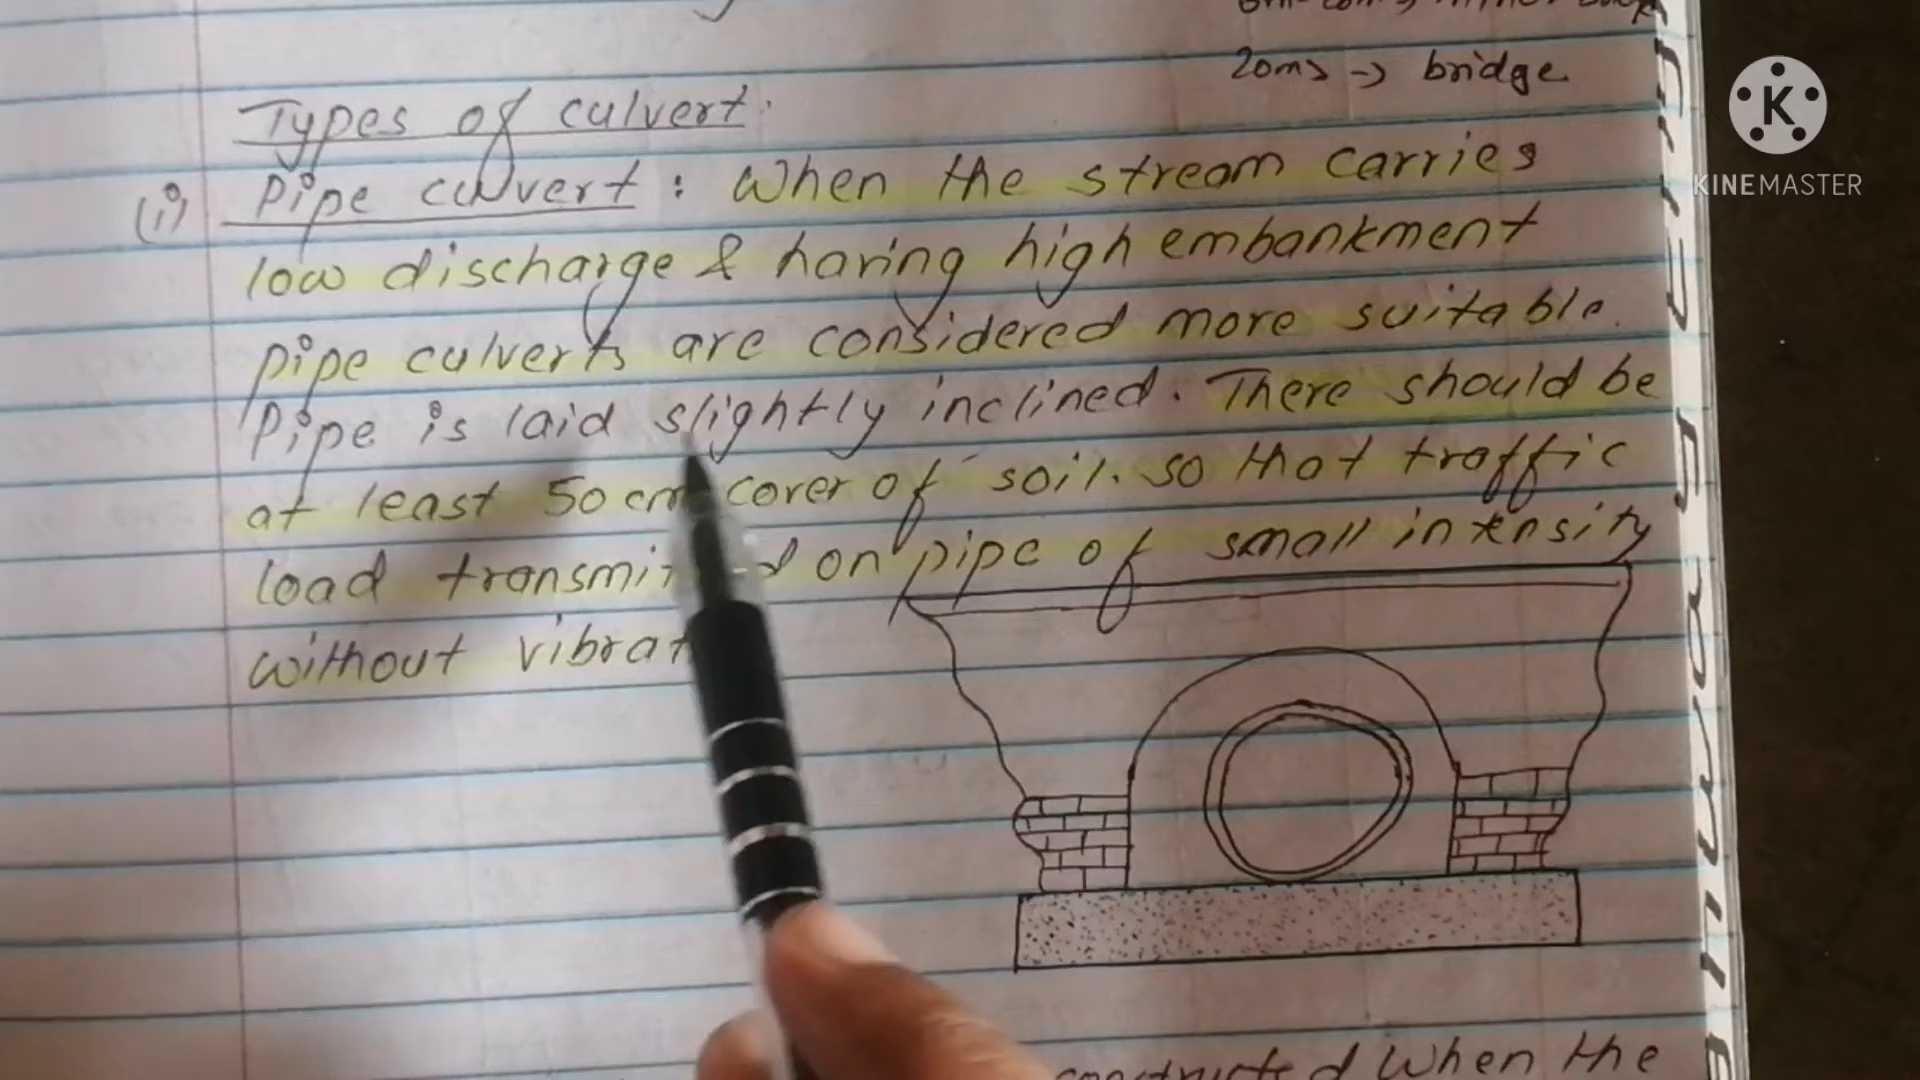 20ms -> bridge
Types of culvert:
(i) Pipe culvert : When the stream carries
low discharge & having high embankment
pipe culverts are considered more suitable.
Pipe is laid slightly inclined. There should be
at least 50 cm cover of soil. so that traffic
load on pipe of small intensity
without
constructed when the
K
KINEMASTER